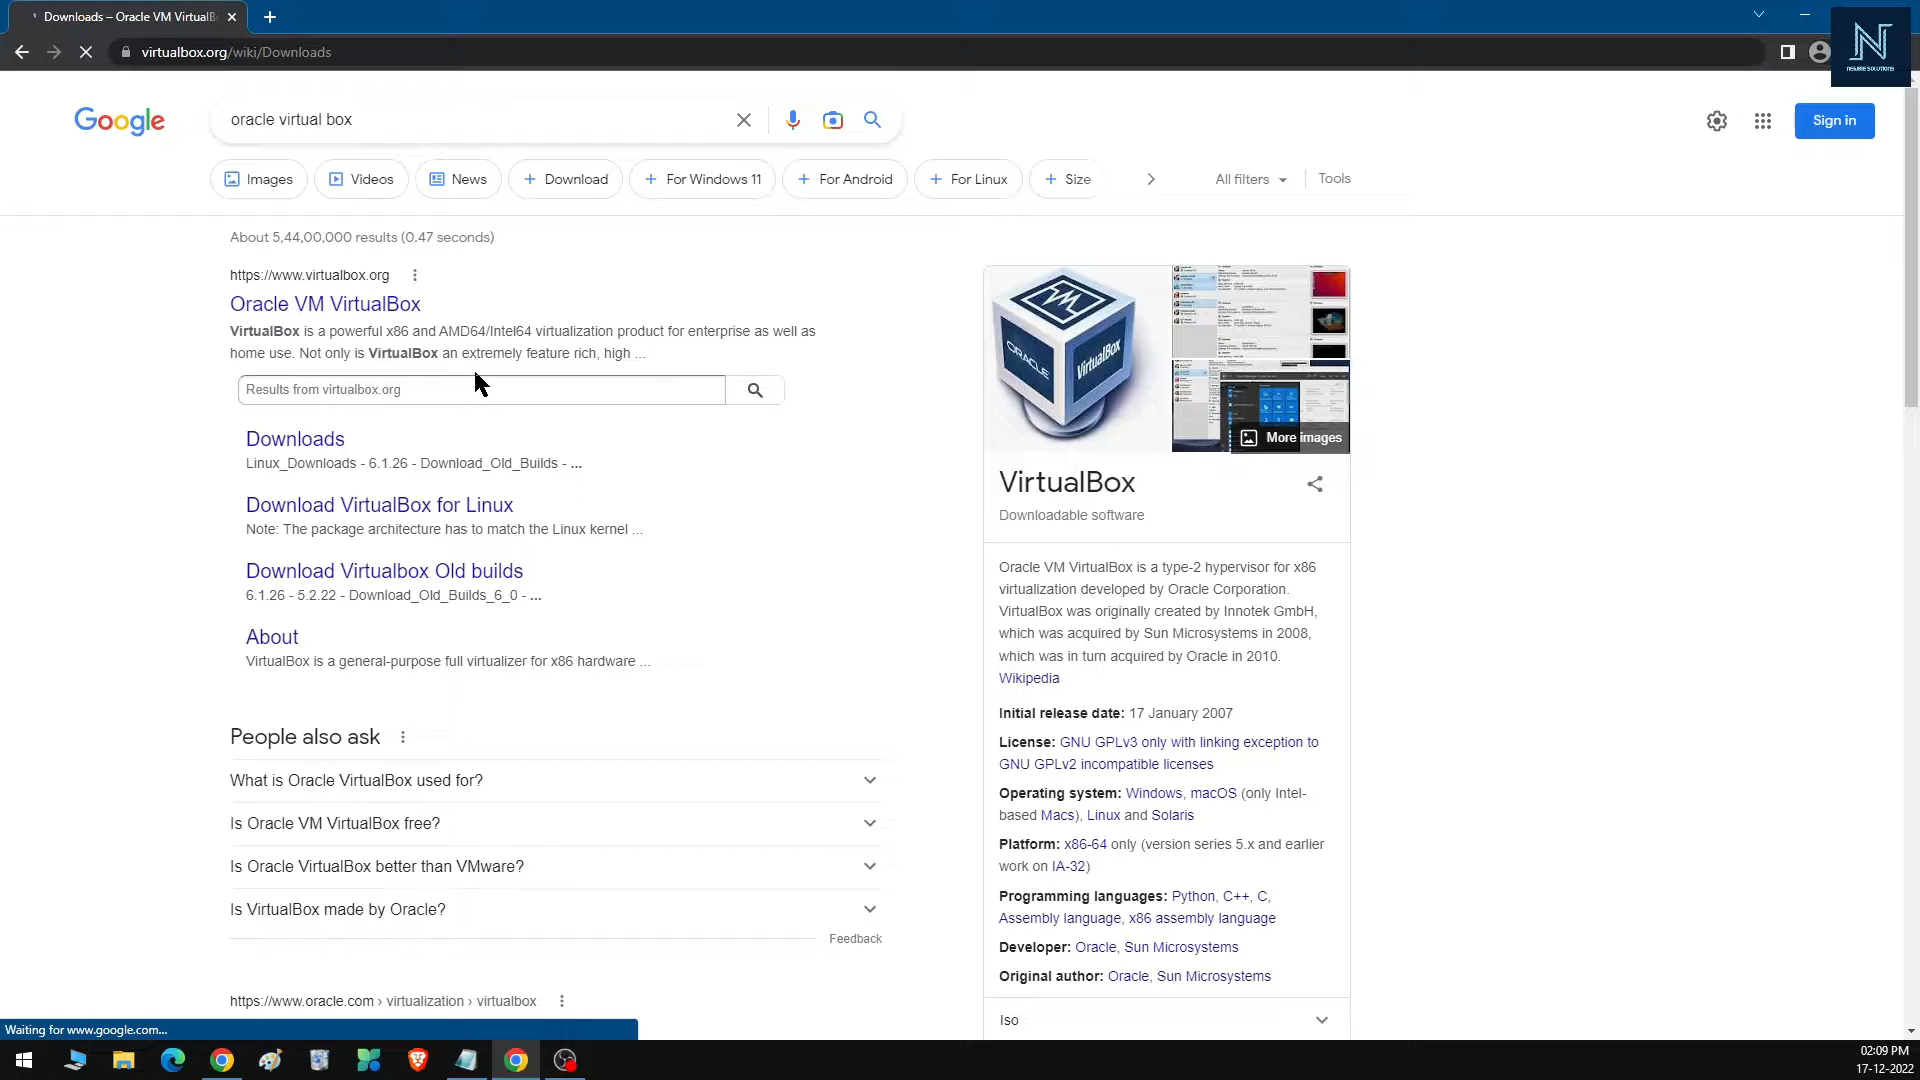 Downloads – Oracle VM VirtualB
virtualbox.org/wiki/Downloads
NEWBIE SOLUTIONS
Google
oracle virtual box
Sign in
Images
Videos
News
Download
For Windows 11
For Android
For Linux
Size
All filters
Tools
About 5,44,00,000 results (0.47 seconds)
https://www.virtualbox.org
Oracle VM VirtualBox
VirtualBox is a powerful x86 and AMD64/Intel64 virtualization product for enterprise as well as
home use. Not only is VirtualBox an extremely feature rich, high ...
Results from virtualbox.org
Downloads
Linux_Downloads - 6.1.26 - Download_Old_Builds - ...
Download VirtualBox for Linux
Note: The package architecture has to match the Linux kernel ...
Download Virtualbox Old builds
6.1.26 - 5.2.22 - Download_Old_Builds_6_0 - ...
About
VirtualBox is a general-purpose full virtualizer for x86 hardware ...
People also ask
What is Oracle VirtualBox used for?
Is Oracle VM VirtualBox free?
Is Oracle VirtualBox better than VMware?
Is VirtualBox made by Oracle?
Feedback
https://www.oracle.com › virtualization › virtualbox
ORACLE
VirtualBox
More images
VirtualBox
Downloadable software
Oracle VM VirtualBox is a type-2 hypervisor for x86
virtualization developed by Oracle Corporation.
VirtualBox was originally created by Innotek GmbH,
which was acquired by Sun Microsystems in 2008,
which was in turn acquired by Oracle in 2010.
Wikipedia
Initial release date: 17 January 2007
License: GNU GPLv3 only with linking exception to
GNU GPLv2 incompatible licenses
Operating system: Windows, macOS (only Intel-
based Macs), Linux and Solaris
Platform: x86-64 only (version series 5.x and earlier
work on IA-32)
Programming languages: Python, C++, C,
Assembly language, x86 assembly language
Developer: Oracle, Sun Microsystems
Original author: Oracle, Sun Microsystems
Iso
Waiting for www.google.com...
02:09 PM
17-12-2022